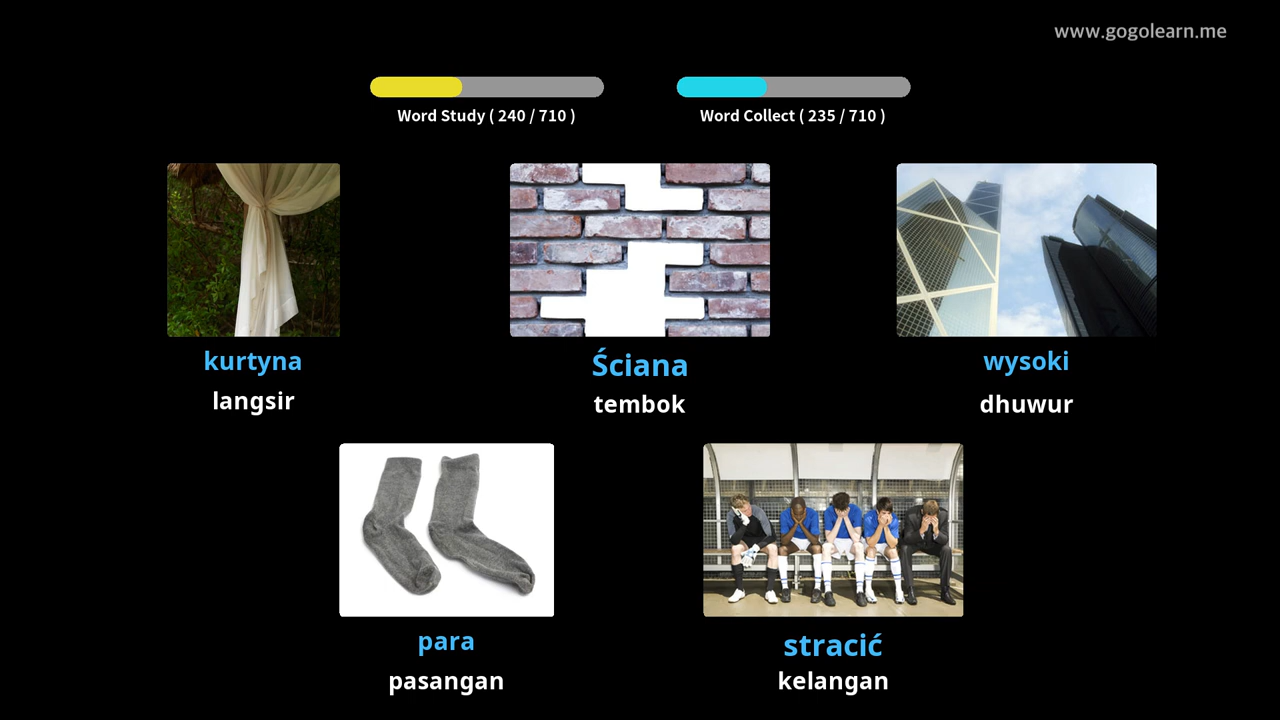 www.gogolearn.me
Word Study ( 240 / 710 )
Word Collect ( 235 / 710 )
kurtyna
langsir
Ściana
tembok
wysoki
dhuwur
para
pasangan
stracić
kelangan